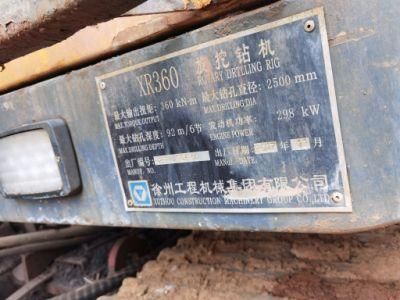 XR360 旋挖钻机
ROTARY DRILLING RIG
最大输出扭矩: 360 kN·m 最大钻孔直径: 2500 mm
MAX.TORQUE OUTPUT MAX.DRILLING DIA
最大钻孔深度: 92 m/6节 发动机功率: 298 kW
MAX.DRILLING DEPTH ENGINE POWER
出厂编号: 出厂日期: 年 月
MANUF. NO. MANUF. DATE
徐州工程机械集团有限公司
XUZHOU CONSTRUCTION MACHINERY GROUP CO.,LTD